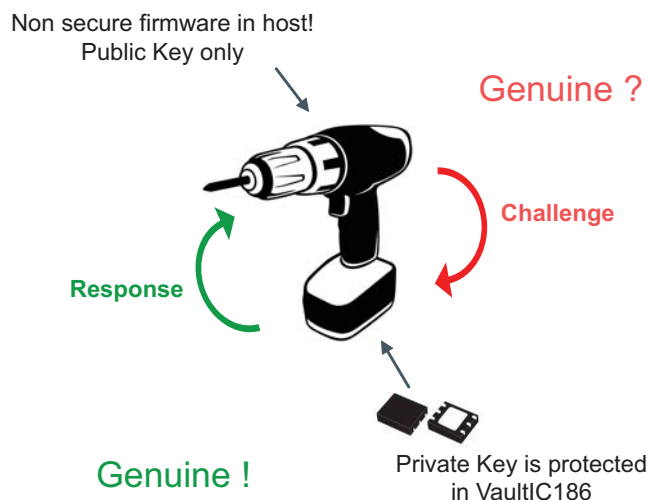 Non secure firmware in host!
Public Key only
Genuine ?
Challenge
Response
Genuine !
Private Key is protected
in VaultIC186